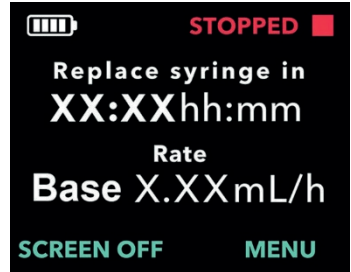 STOPPED
Replace syringe in
XX:XXhh:mm
Rate
Base X.XXmL/h
SCREEN OFF MENU